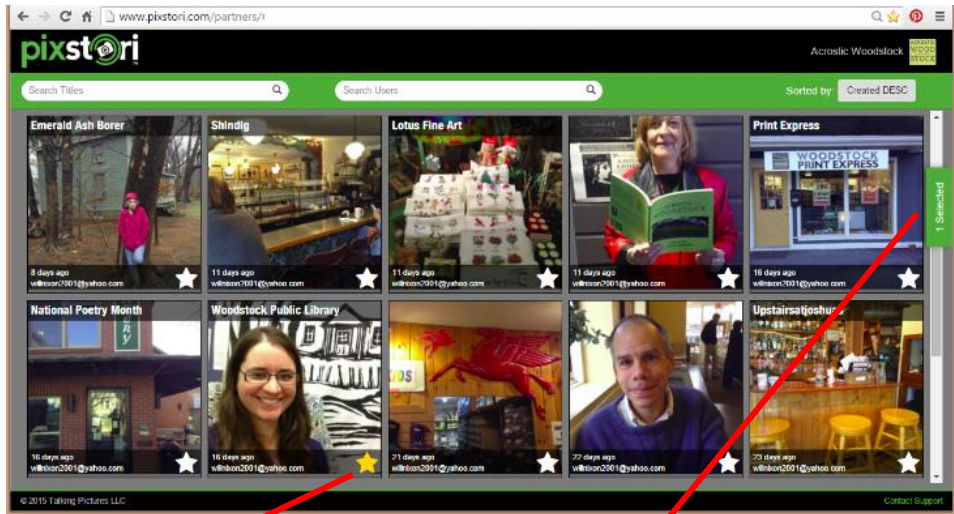 www.pixstori.com/partners/
pixstori
Acrostic Woodstock
Search Titles
Search Users
Sorted by
Created DESC
Emerald Ash Borer
8 days ago
willnixon2001@yahoo.com
Shindig
11 days ago
willnixon2001@yahoo.com
Lotus Fine Art
11 days ago
willnixon2001@yahoo.com
ACROSTIC
WOODSTOCK
11 days ago
willnixon2001@yahoo.com
Print Express
WOODSTOCK
PRINT EXPRESS
16 days ago
willnixon2001@yahoo.com
1 Selected
National Poetry Month
RY
16 days ago
willnixon2001@yahoo.com
Woodstock Public Library
16 days ago
willnixon2001@yahoo.com
KIDS
21 days ago
willnixon2001@yahoo.com
22 days ago
willnixon2001@yahoo.com
Upstairsatjoshuas
23 days ago
willnixon2001@yahoo.com
© 2015 Talking Pictures LLC
Contact Support